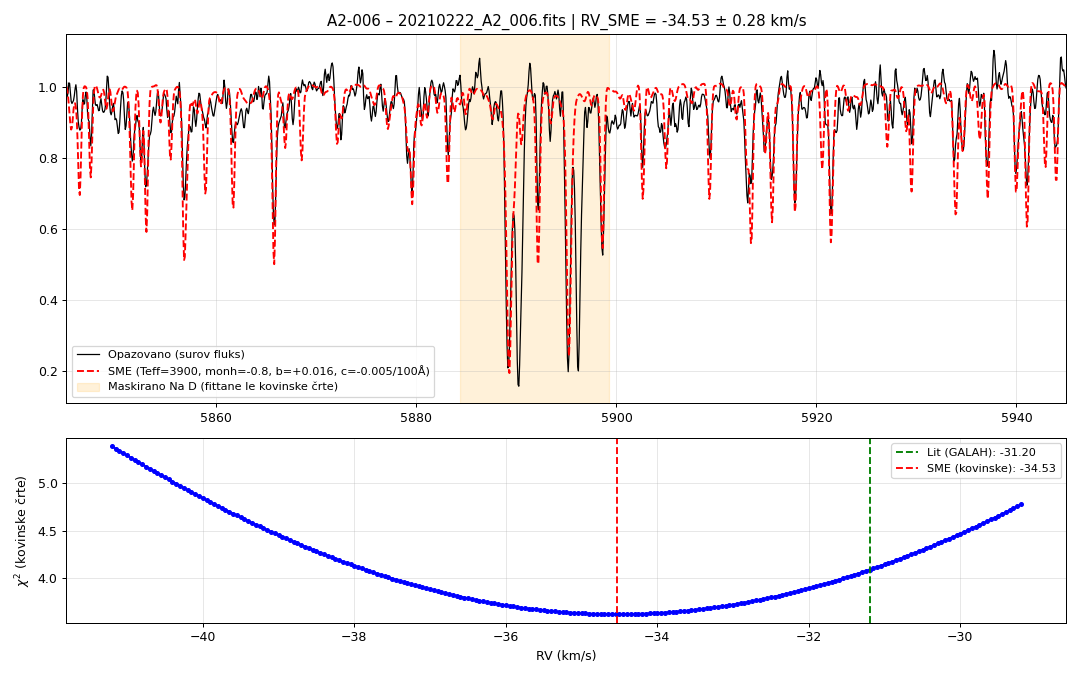 A2-006 – 20210222_A2_006.fits | RV_SME = -34.53 ± 0.28 km/s
1.0
0.8
0.6
0.4
0.2
Opazovano (surov fluks)
SME (Teff=3900, monh=-0.8, b=+0.016, c=-0.005/100Å)
Maskirano Na D (fittane le kovinske črte)
5860 5880 5900 5920 5940
χ² (kovinske črte)
5.0
4.5
4.0
Lit (GALAH): -31.20
SME (kovinske): -34.53
−40 −38 −36 −34 −32 −30
RV (km/s)